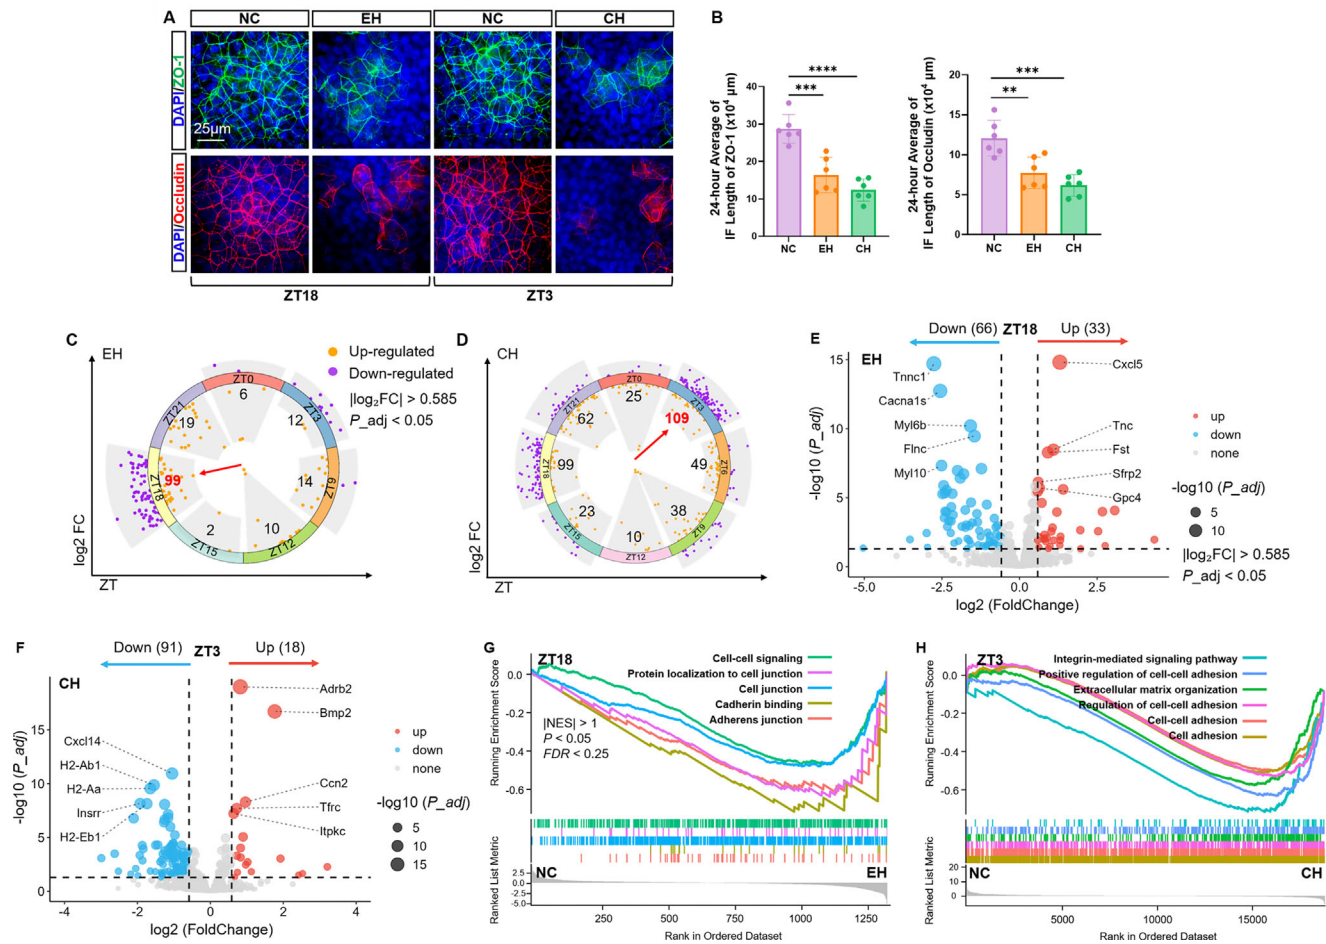 A
NC
EH
NC
CH
DAPI/ZO-1
25μm
DAPI/Occludin
ZT18
ZT3
B
24-hour Average of
IF Length of ZO-1 (x10⁴ μm)
40
30
20
10
0
****
***
NC
EH
CH
24-hour Average of
IF Length of Occludin (x10⁴ μm)
20
15
10
5
0
***
**
NC
EH
CH
C
EH
Up-regulated
Down-regulated
|log₂FC| > 0.585
P_adj < 0.05
ZT0
6
ZT3
12
ZT6
14
ZT12
10
ZT15
2
ZT18
99
ZT21
19
log2 FC
ZT
D
CH
ZT0
25
ZT3
109
ZT6
49
ZT9
38
ZT12
10
ZT15
23
ZT18
99
ZT21
62
log2 FC
ZT
E
Down (66)
ZT18
Up (33)
EH
15
10
5
0
-log10 (P_adj)
Tnnc1
Cacna1s
Myl6b
Flnc
Myl10
Cxcl5
Tnc
Fst
Sfrp2
Gpc4
-5.0
-2.5
0.0
2.5
log2 (FoldChange)
up
down
none
-log10 (P_adj)
5
10
|log₂FC| > 0.585
P_adj < 0.05
F
Down (91)
ZT3
Up (18)
CH
15
10
5
0
-log10 (P_adj)
Cxcl14
H2-Ab1
H2-Aa
Insrr
H2-Eb1
Adrb2
Bmp2
Ccn2
Tfrc
Itpkc
-4
-2
0
2
4
log2 (FoldChange)
up
down
none
-log10 (P_adj)
5
10
15
G
ZT18
Cell-cell signaling
Protein localization to cell junction
Cell junction
Cadherin binding
Adherens junction
|NES| > 1
P < 0.05
FDR < 0.25
Running Enrichment Score
0.0
-0.2
-0.4
-0.6
Ranked List Metric
2.5
0.0
-2.5
-5.0
NC
EH
250
500
750
1000
1250
Rank in Ordered Dataset
H
ZT3
Integrin-mediated signaling pathway
Positive regulation of cell-cell adhesion
Extracellular matrix organization
Regulation of cell-cell adhesion
Cell-cell adhesion
Cell adhesion
Running Enrichment Score
0.0
-0.2
-0.4
-0.6
Ranked List Metric
20
10
0
NC
CH
5000
10000
15000
Rank in Ordered Dataset